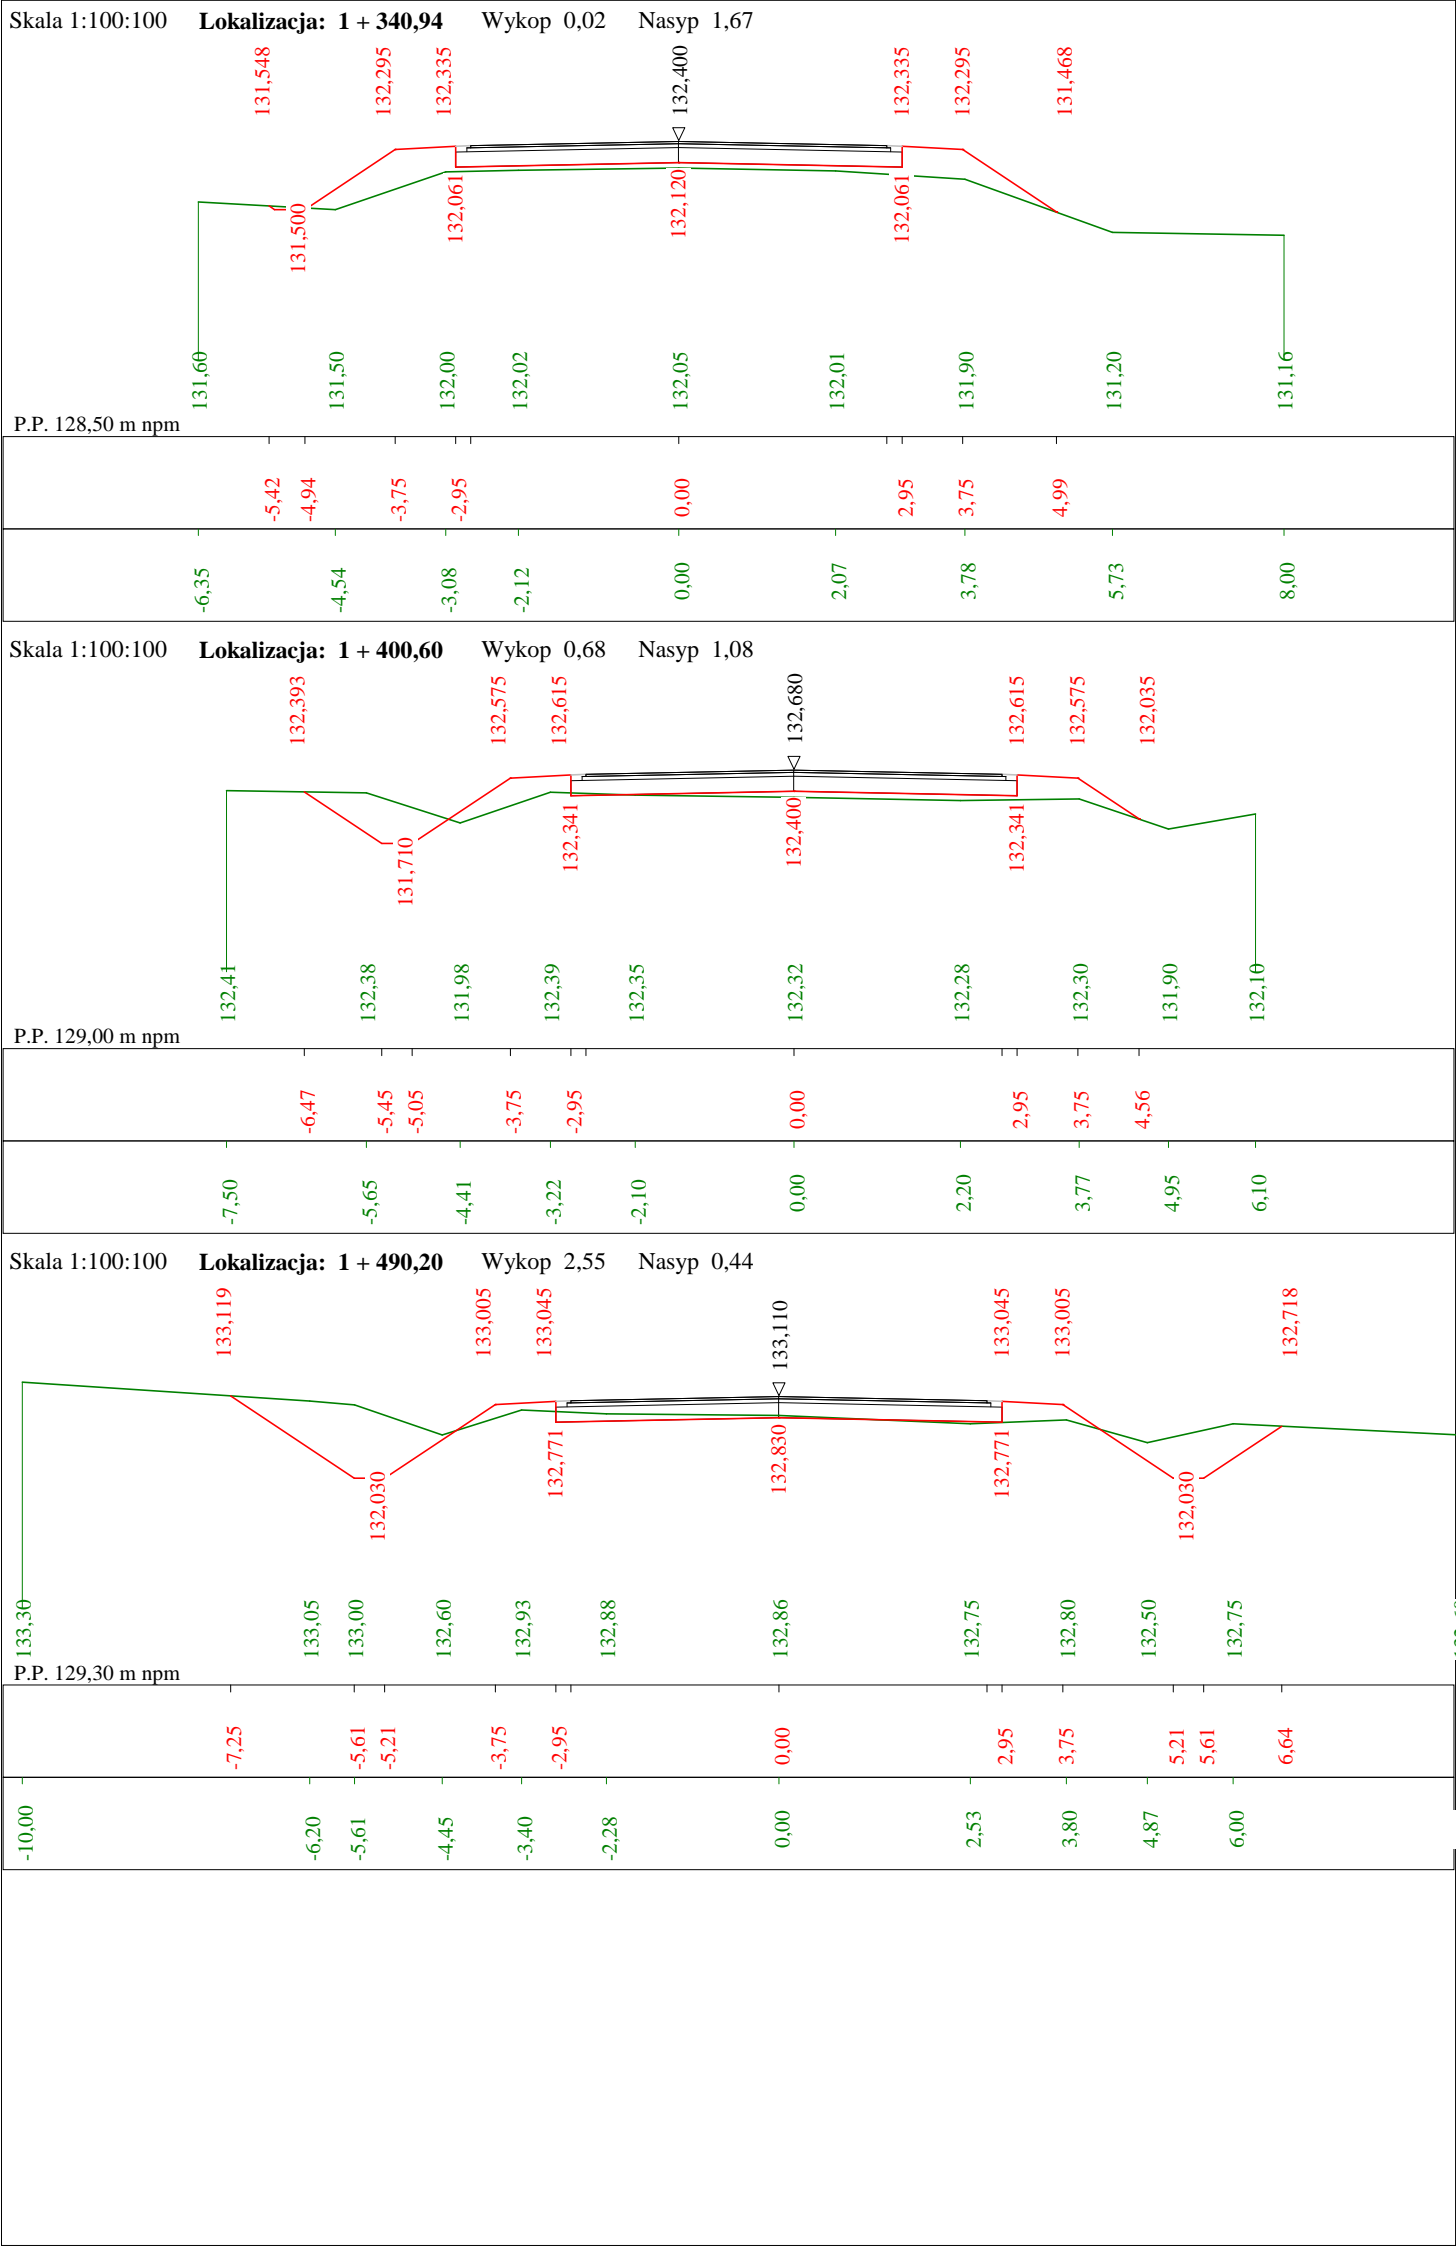 Skala 1:100:100 Lokalizacja: 1 + 340,94 Wykop 0,02 Nasyp 1,67
131,548 132,295 132,335 132,400 132,335 132,295 131,468
131,500 132,061 132,120 132,061
131,60 131,50 132,00 132,02 132,05 132,01 131,90 131,20 131,16
P.P. 128,50 m npm
-5,42 -4,94 -3,75 -2,95 0,00 2,95 3,75 4,99
-6,35 -4,54 -3,08 -2,12 0,00 2,07 3,78 5,73 8,00
Skala 1:100:100 Lokalizacja: 1 + 400,60 Wykop 0,68 Nasyp 1,08
132,393 132,575 132,615 132,680 132,615 132,575 132,035
131,710 132,341 132,400 132,341
132,41 132,38 131,98 132,39 132,35 132,32 132,28 132,30 131,90 132,10
P.P. 129,00 m npm
-6,47 -5,45 -5,05 -3,75 -2,95 0,00 2,95 3,75 4,56
-7,50 -5,65 -4,41 -3,22 -2,10 0,00 2,20 3,77 4,95 6,10
Skala 1:100:100 Lokalizacja: 1 + 490,20 Wykop 2,55 Nasyp 0,44
133,119 133,005 133,045 133,110 133,045 133,005 132,718
132,030 132,771 132,830 132,771 132,030
133,30 133,05 133,00 132,60 132,93 132,88 132,86 132,75 132,80 132,50 132,75
P.P. 129,30 m npm
-7,25 -5,61 -5,21 -3,75 -2,95 0,00 2,95 3,75 5,21 5,61 6,64
-10,00 -6,20 -5,61 -4,45 -3,40 -2,28 0,00 2,53 3,80 4,87 6,00